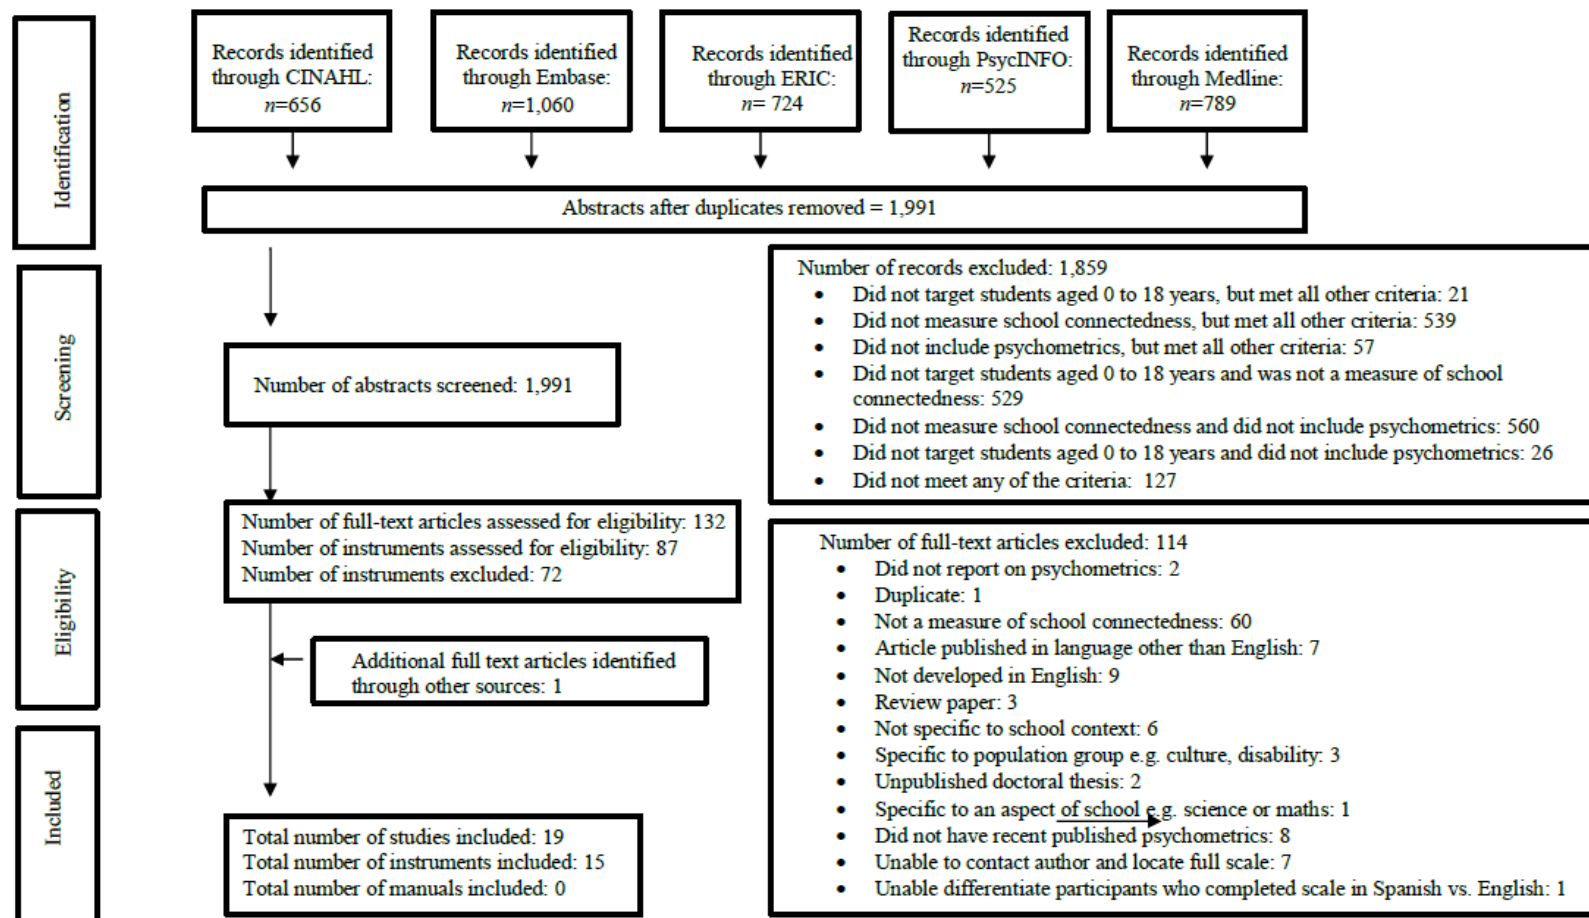 Identification
Records identified
through CINAHL:
n=656
Records identified
through Embase:
n=1,060
Records identified
through ERIC:
n= 724
Records identified
through PsycINFO:
n=525
Records identified
through Medline:
n=789
Abstracts after duplicates removed = 1,991
Screening
Number of abstracts screened: 1,991
Number of records excluded: 1,859
• Did not target students aged 0 to 18 years, but met all other criteria: 21
• Did not measure school connectedness, but met all other criteria: 539
• Did not include psychometrics, but met all other criteria: 57
• Did not target students aged 0 to 18 years and was not a measure of school
connectedness: 529
• Did not measure school connectedness and did not include psychometrics: 560
• Did not target students aged 0 to 18 years and did not include psychometrics: 26
• Did not meet any of the criteria: 127
Eligibility
Number of full-text articles assessed for eligibility: 132
Number of instruments assessed for eligibility: 87
Number of instruments excluded: 72
Additional full text articles identified
through other sources: 1
Number of full-text articles excluded: 114
• Did not report on psychometrics: 2
• Duplicate: 1
• Not a measure of school connectedness: 60
• Article published in language other than English: 7
• Not developed in English: 9
• Review paper: 3
• Not specific to school context: 6
• Specific to population group e.g. culture, disability: 3
• Unpublished doctoral thesis: 2
• Specific to an aspect of school e.g. science or maths: 1
• Did not have recent published psychometrics: 8
• Unable to contact author and locate full scale: 7
• Unable differentiate participants who completed scale in Spanish vs. English: 1
Included
Total number of studies included: 19
Total number of instruments included: 15
Total number of manuals included: 0